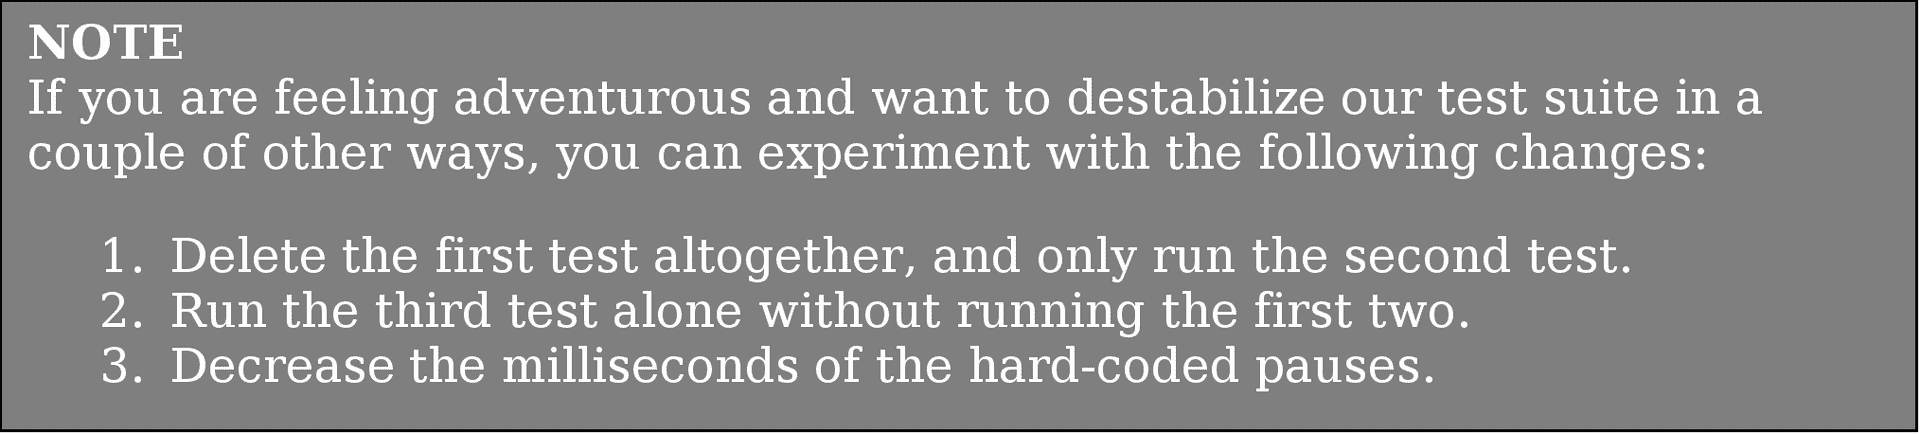 NOTE
If you are feeling adventurous and want to destabilize our test suite in a
couple of other ways, you can experiment with the following changes:
1. Delete the first test altogether, and only run the second test.
2. Run the third test alone without running the first two.
3. Decrease the milliseconds of the hard-coded pauses.